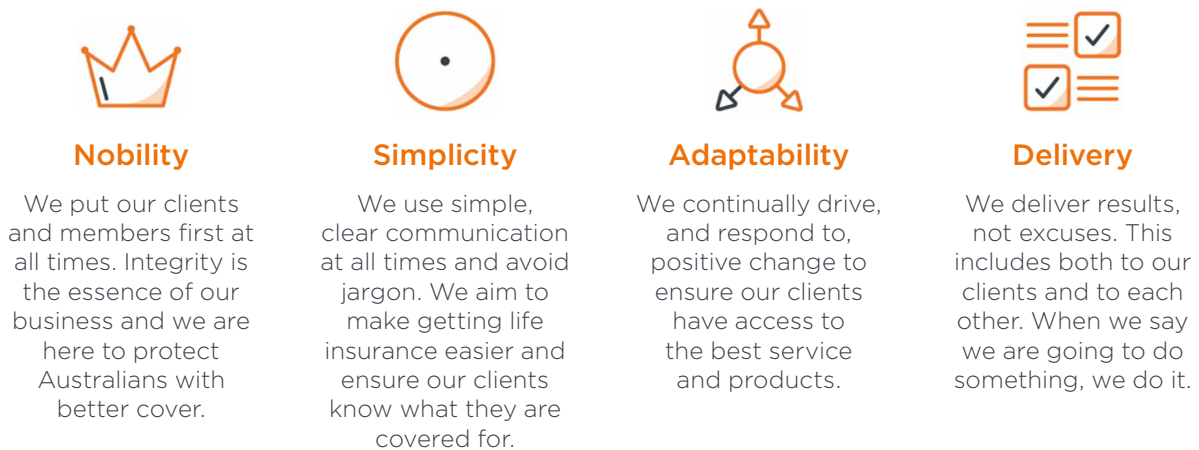 Nobility
We put our clients
and members first at
all times. Integrity is
the essence of our
business and we are
here to protect
Australians with
better cover.
Simplicity
We use simple,
clear communication
at all times and avoid
jargon. We aim to
make getting life
insurance easier and
ensure our clients
know what they are
covered for.
Adaptability
We continually drive,
and respond to,
positive change to
ensure our clients
have access to
the best service
and products.
Delivery
We deliver results,
not excuses. This
includes both to our
clients and to each
other. When we say
we are going to do
something, we do it.